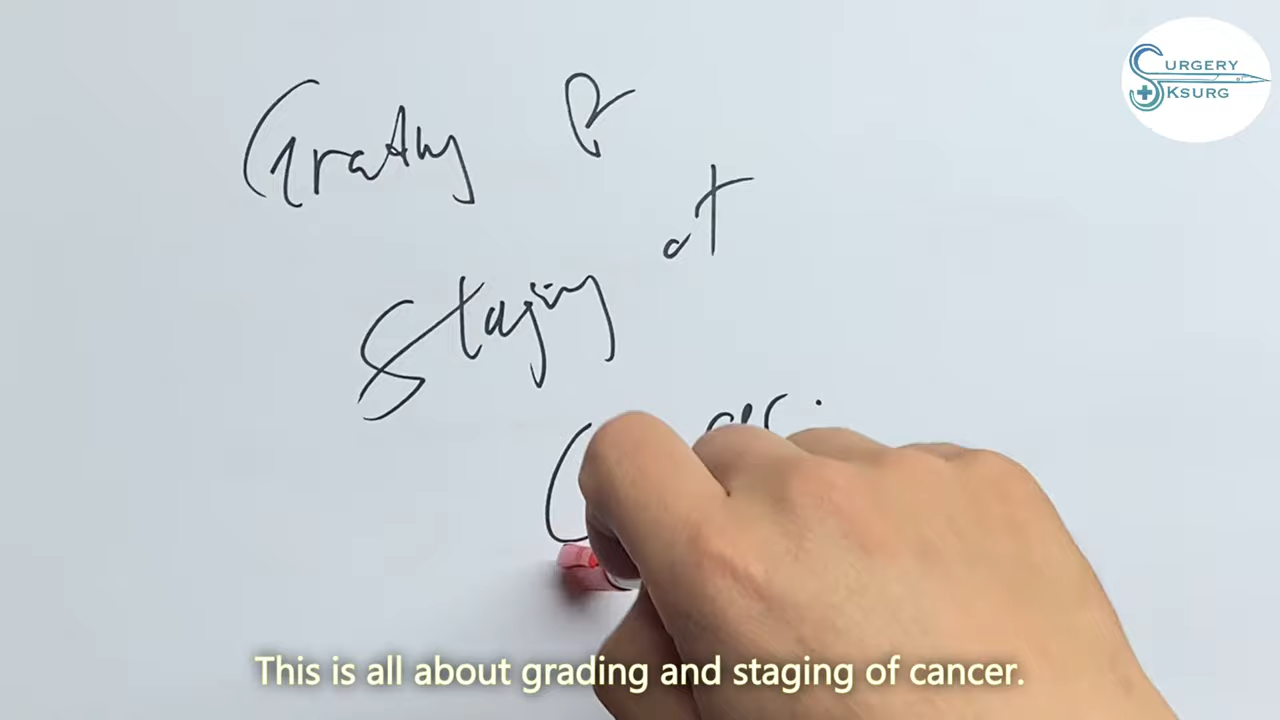 Grading &
Staging of
SURGERY
SKSURG
This is all about grading and staging of cancer.